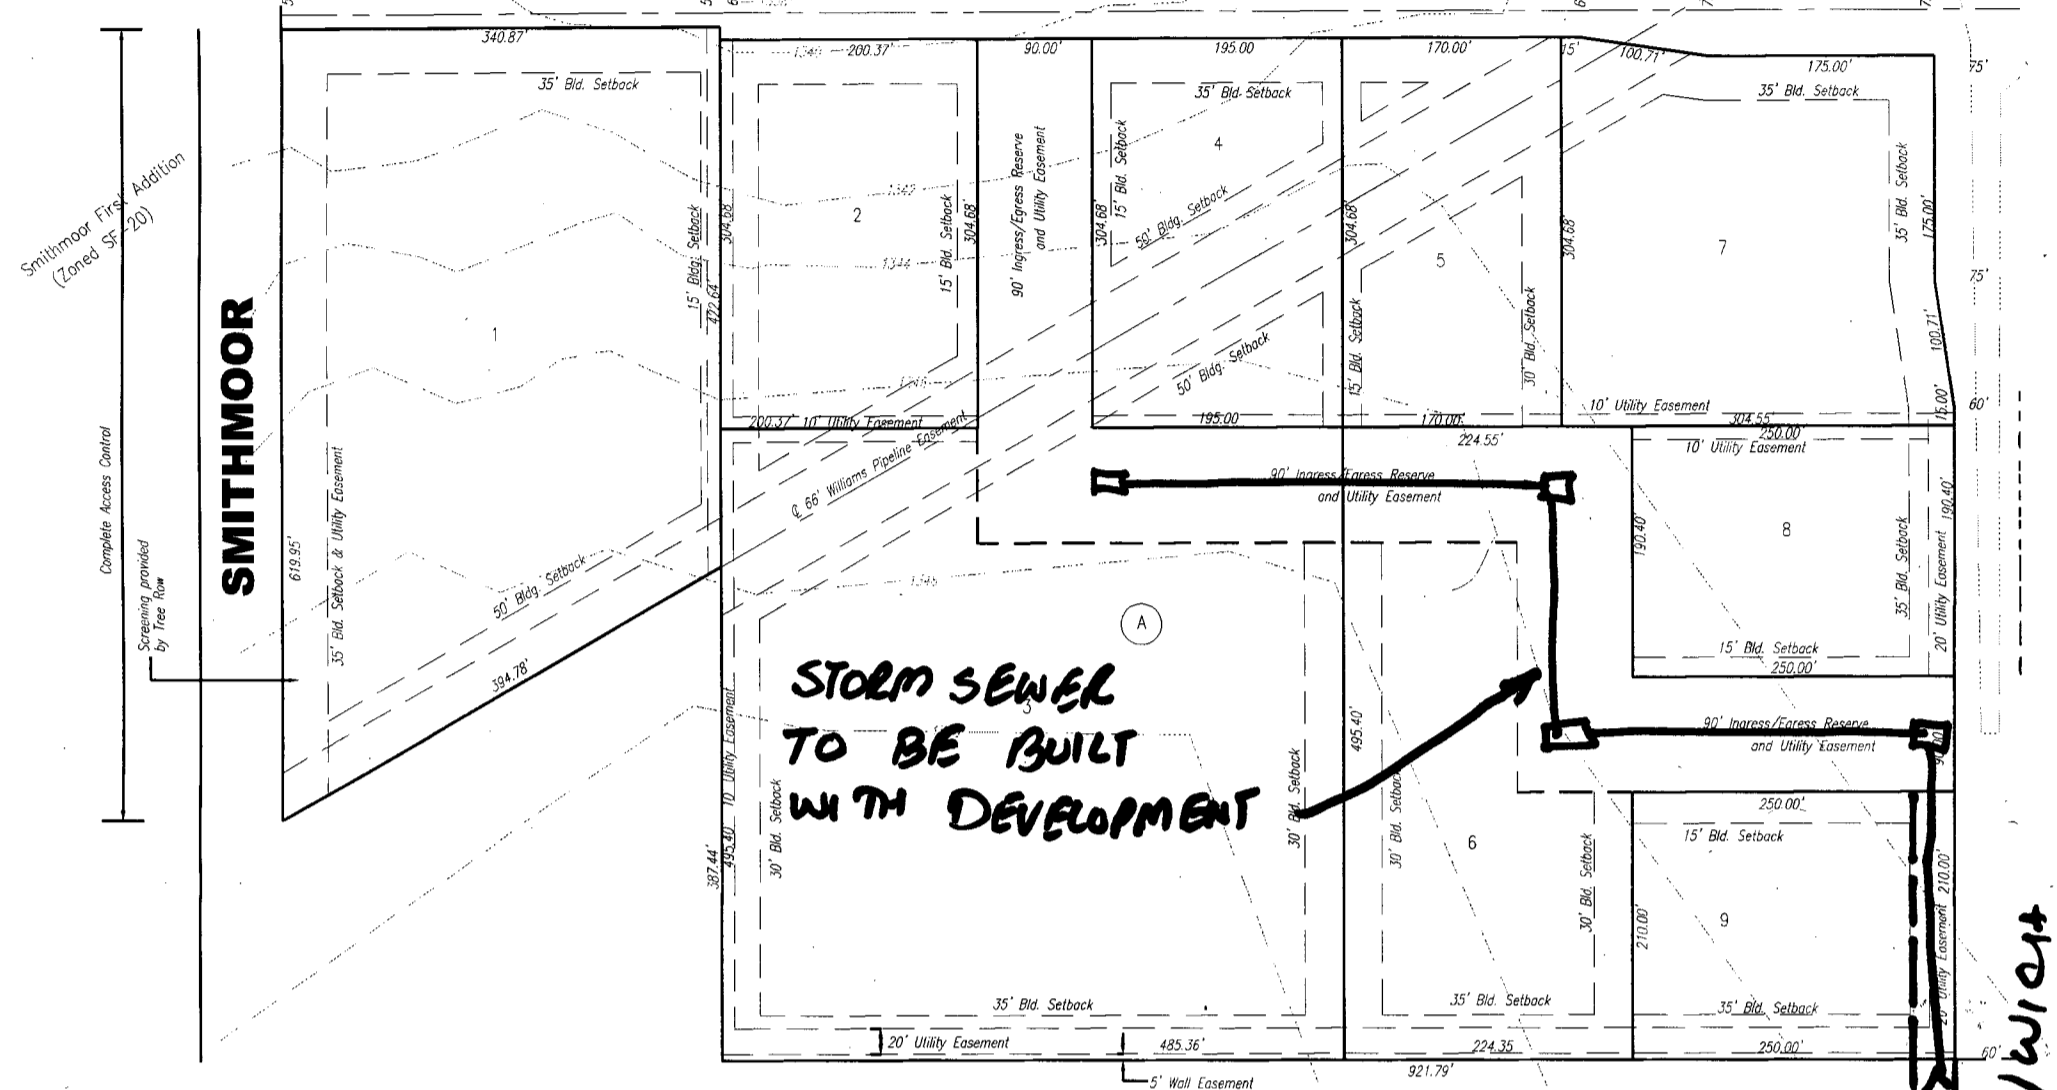 340.87'
200.37'
90.00'
195.00
170.00'
15'
100.71'
175.00'
75'
35' Bld. Setback
35' Bld. Setback
35' Bld. Setback
Smithmoor First Addition
(Zoned SF-20)
Complete Access Control
Screening provided
by Tree Row
SMITHMOOR
619.95'
35' Bld. Setback & Utility Easement
1
50' Bldg. Setback
394.78'
15' Bldg. Setback
422.64'
304.68'
1342
1344
1346
1348
2
15' Bld. Setback
304.68'
90' Ingress/Egress Reserve
and Utility Easement
304.68'
15' Bld. Setback
4
50' Bldg. Setback
50' Bldg. Setback
304.68'
15' Bld. Setback
5
30' Bld. Setback
304.68'
7
35' Bld. Setback
175.00'
75'
100.71'
15.00'
60'
200.37' 10' Utility Easement
195.00
170.00'
10' Utility Easement
304.55
℄ 66' Williams Pipeline Easement
224.55'
90' Ingress/Egress Reserve
and Utility Easement
250.00'
10' Utility Easement
190.40'
8
35' Bld. Setback
20' Utility Easement
190.40'
15' Bld. Setback
250.00'
A
STORM SEWER
3
TO BE BUILT
WITH DEVELOPMENT
90' Ingress/Egress Reserve
and Utility Easement
90.00'
387.44'
495.40'
10' Utility Easement
30' Bld. Setback
30' Bld. Setback
495.40'
30' Bld. Setback
6
30' Bld. Setback
250.00'
15' Bld. Setback
210.00'
9
20' Utility Easement
210.00'
35' Bld. Setback
35' Bld. Setback
35' Bld. Setback
20' Utility Easement
485.36'
224.35
250.00'
60'
921.79'
5' Wall Easement